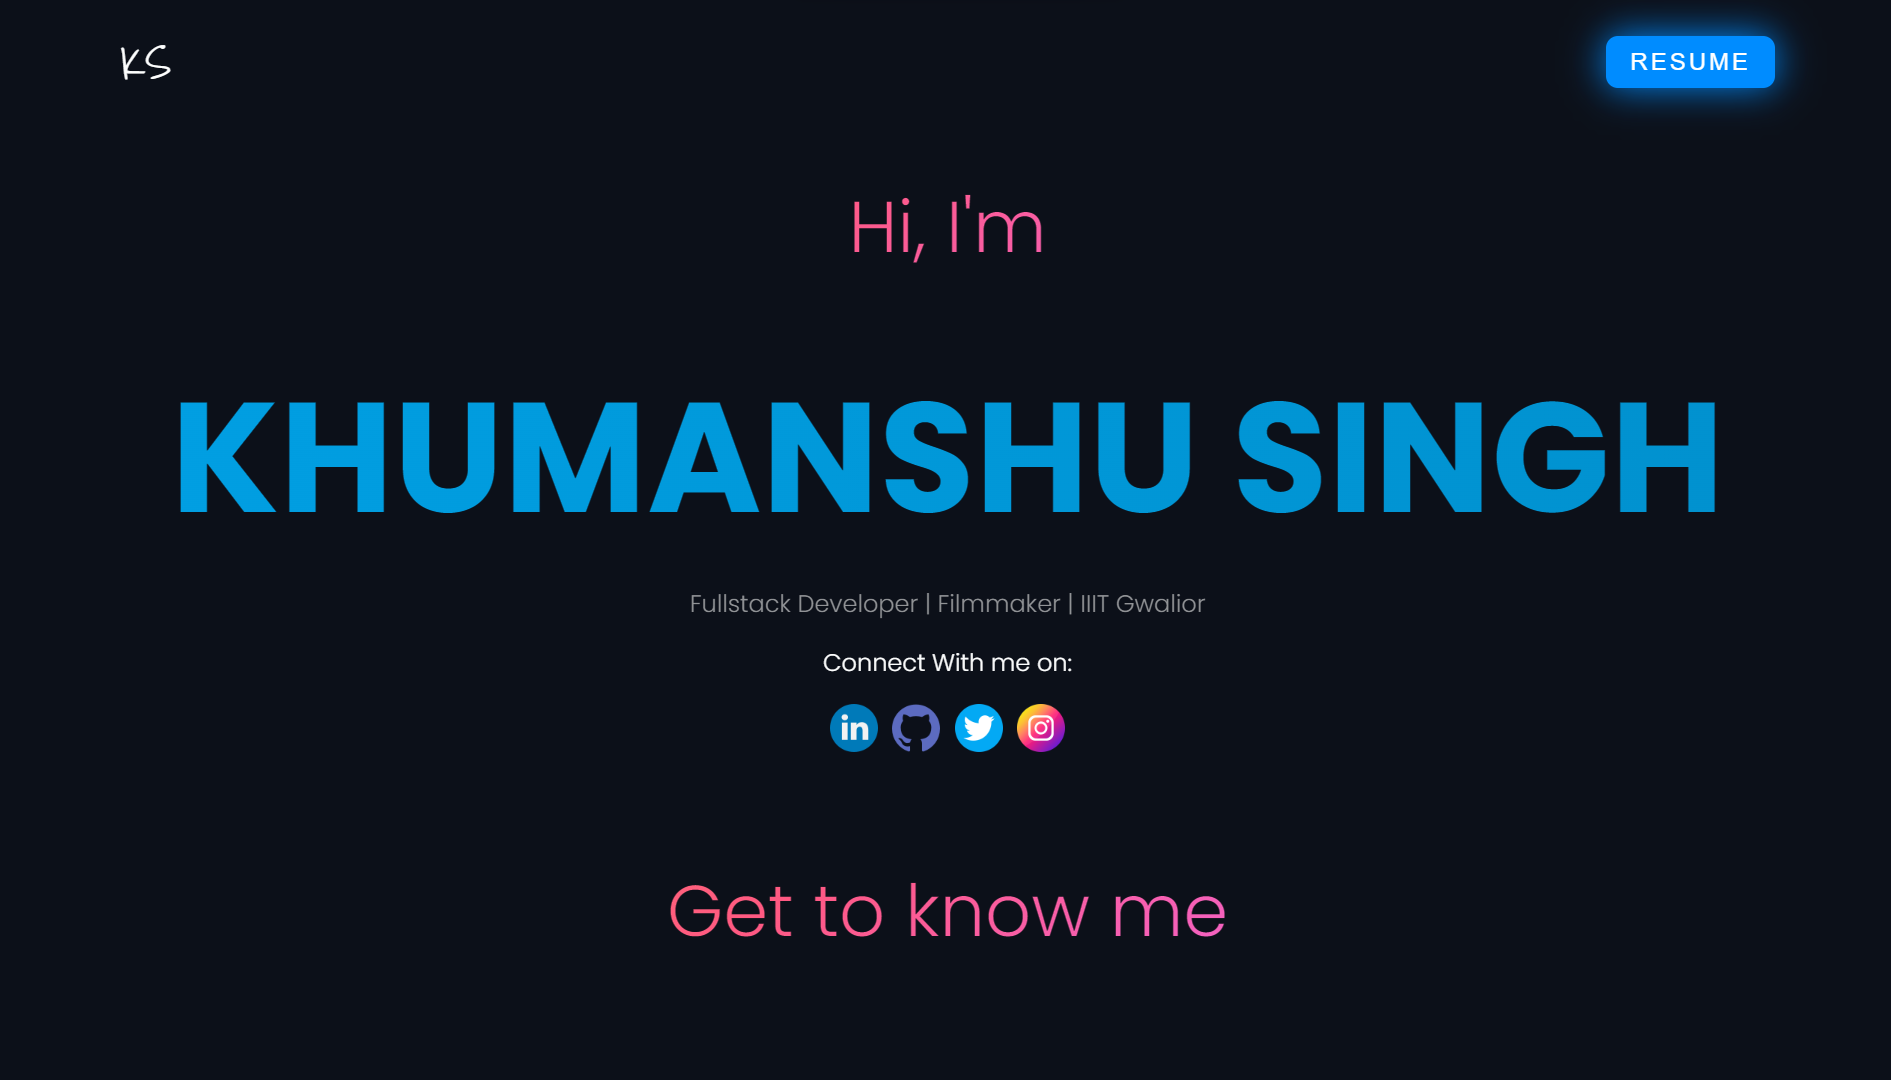 KS
RESUME
Hi, I'm
KHUMANSHU SINGH
Fullstack Developer | Filmmaker | IIIT Gwalior
Connect With me on:
in
Get to know me